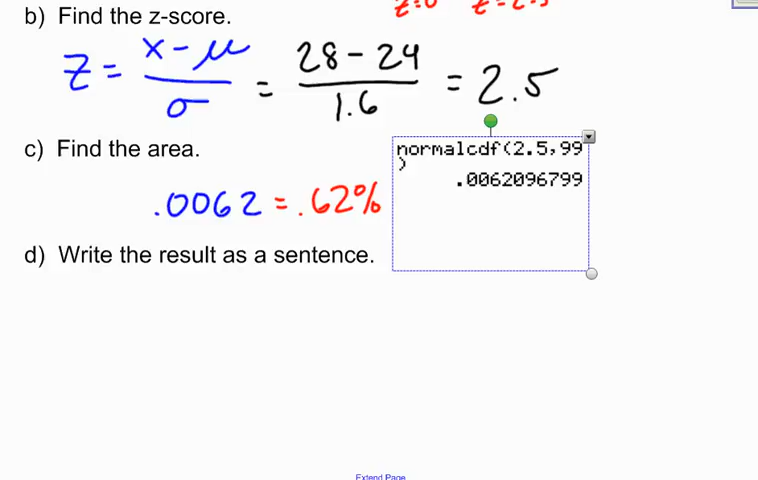 b) Find the z-score.
z = x - μ / σ = 28 - 24 / 1.6 = 2.5
c) Find the area.
normalcdf(2.5,99
)
.0062096799
.0062 = .62%
d) Write the result as a sentence.
Extend Page